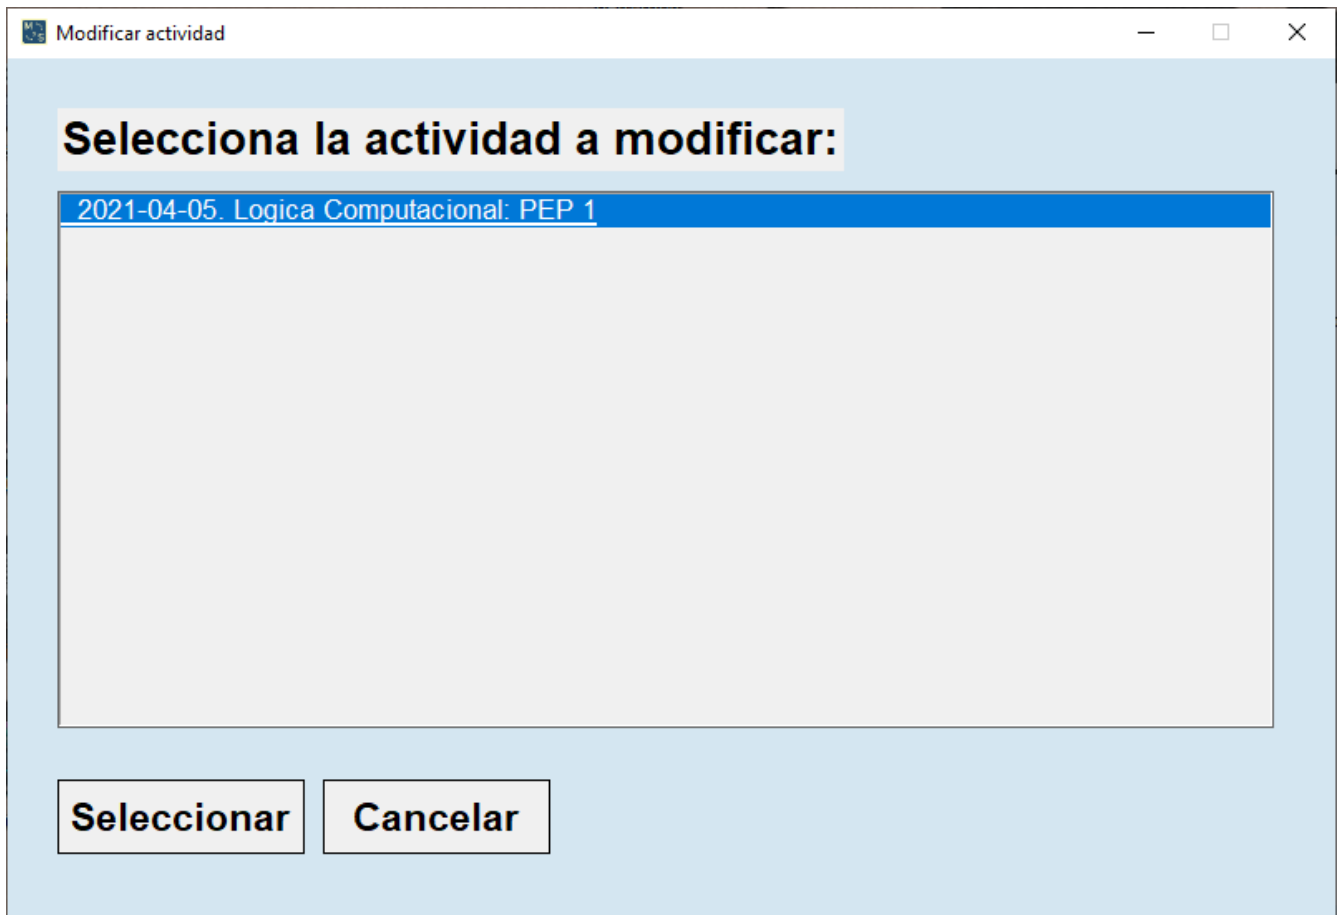 Modificar actividad
Selecciona la actividad a modificar:
2021-04-05. Logica Computacional: PEP 1
Seleccionar Cancelar